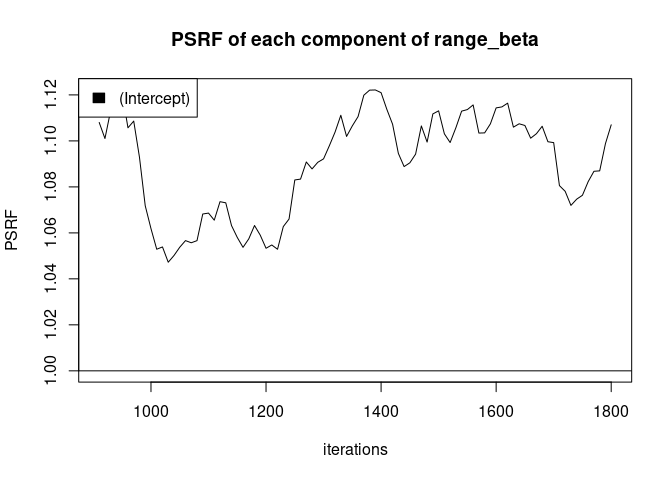 PSRF of each component of range_beta
(Intercept)
PSRF
1.12
1.10
1.08
1.06
1.04
1.02
1.00
1000 1200 1400 1600 1800
iterations